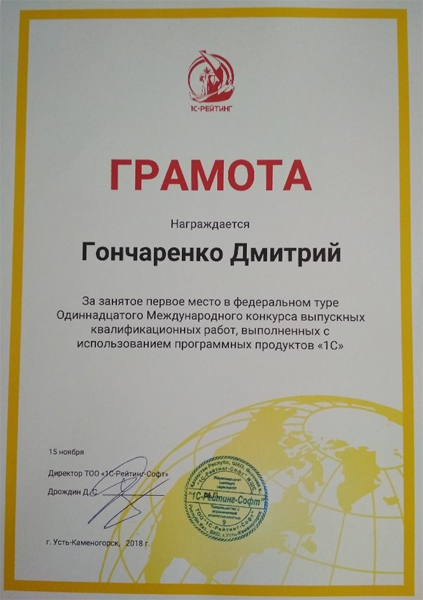 1С-РЕЙТИНГ
ГРАМОТА
Награждается
Гончаренко Дмитрий
За занятое первое место в федеральном туре
Одиннадцатого Международного конкурса выпускных
квалификационных работ, выполненных с
использованием программных продуктов «1С»
15 ноября
Директор ТОО «1С-Рейтинг-Софт»
Дрождин Д.С.
"1С-Рейтинг-Софт"
г. Усть-Каменогорск, 2018 г.